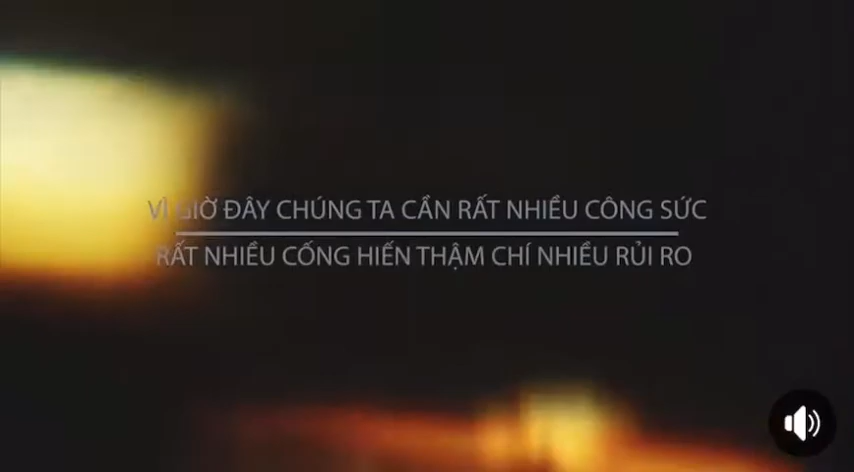 VÌ GIỜ ĐÂY CHÚNG TA CẦN RẤT NHIỀU CÔNG SỨC
RẤT NHIỀU CỐNG HIẾN THẬM CHÍ NHIỀU RỦI RO